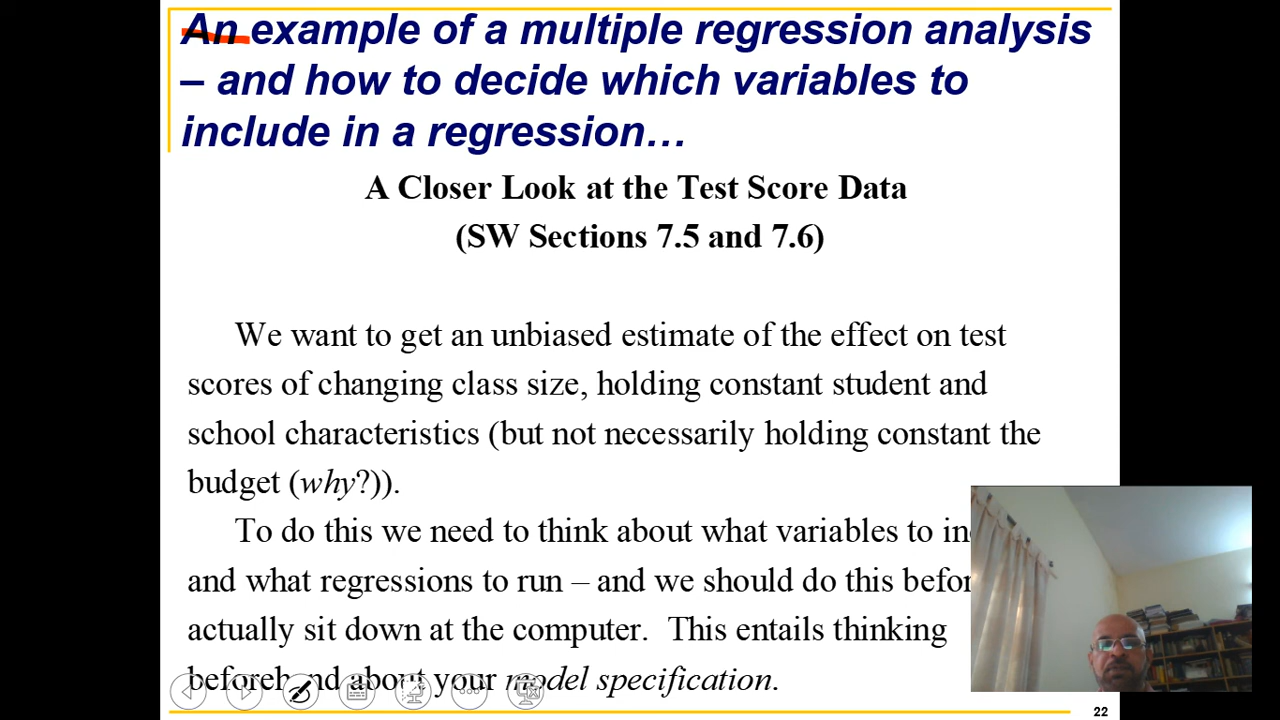 An example of a multiple regression analysis
– and how to decide which variables to
include in a regression…
A Closer Look at the Test Score Data
(SW Sections 7.5 and 7.6)
We want to get an unbiased estimate of the effect on test
scores of changing class size, holding constant student and
school characteristics (but not necessarily holding constant the
budget (why?)).
To do this we need to think about what variables to
and what regressions to run – and we should do this
actually sit down at the computer. This entails thinking
beforehand about your model specification.
22